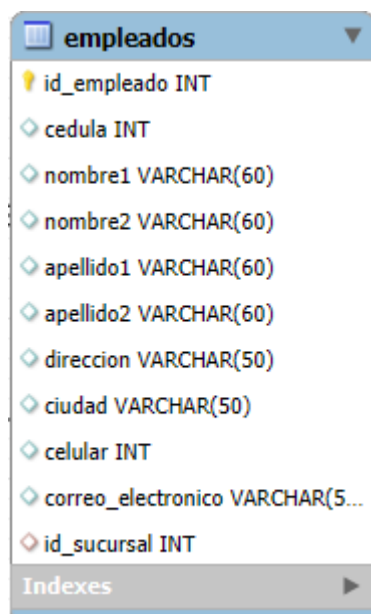 empleados
id_empleado INT
cedula INT
nombre1 VARCHAR(60)
nombre2 VARCHAR(60)
apellido1 VARCHAR(60)
apellido2 VARCHAR(60)
direccion VARCHAR(50)
ciudad VARCHAR(50)
celular INT
correo_electronico VARCHAR(5...
id_sucursal INT
Indexes